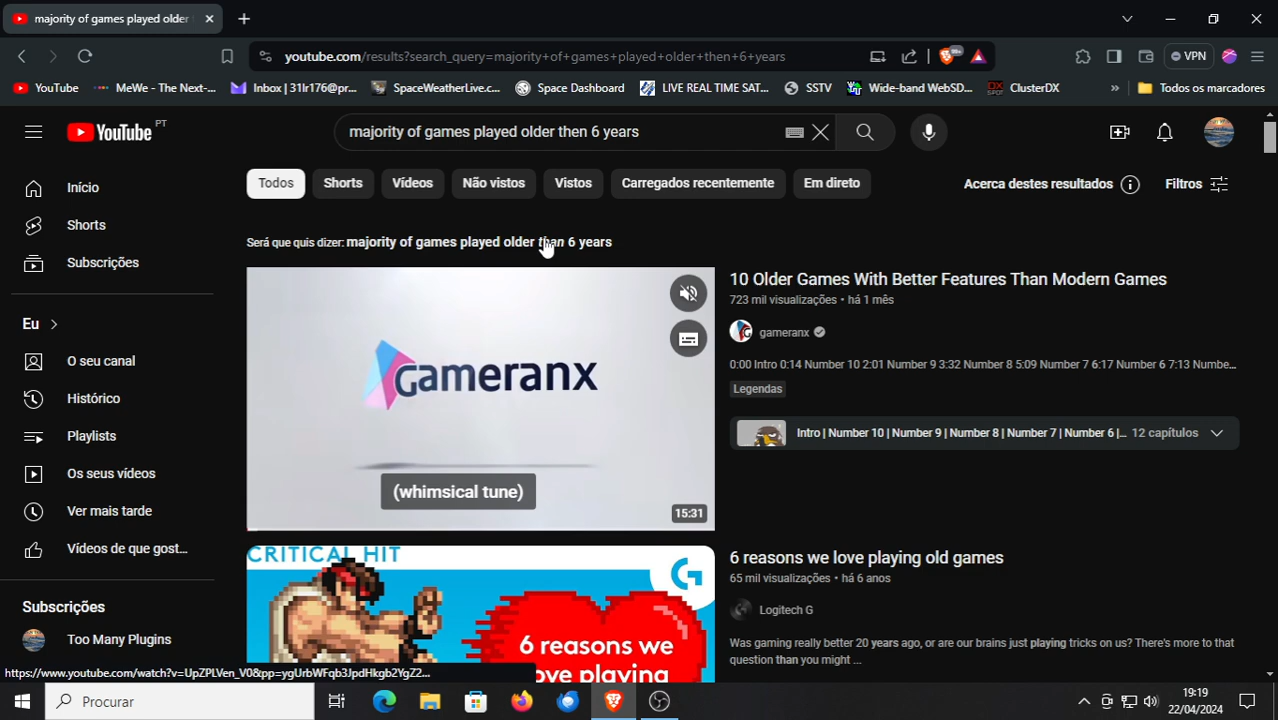 majority of games played older
youtube.com/results?search_query=majority+of+games+played+older+then+6+years
99+
VPN
YouTube
MeWe - The Next-...
Inbox | 31lr176@pr...
SpaceWeatherLive.c...
Space Dashboard
LIVE REAL TIME SAT...
SSTV
Wide-band WebSD...
ClusterDX
Todos os marcadores
YouTube PT
majority of games played older then 6 years
Início
Shorts
Subscrições
Eu
O seu canal
Histórico
Playlists
Os seus vídeos
Ver mais tarde
Vídeos de que gost...
Subscrições
Too Many Plugins
Todos
Shorts
Vídeos
Não vistos
Vistos
Carregados recentemente
Em direto
Acerca destes resultados
Filtros
Será que quis dizer: majority of games played older than 6 years
gameranx
(whimsical tune)
15:31
10 Older Games With Better Features Than Modern Games
723 mil visualizações • há 1 mês
gameranx
0:00 Intro 0:14 Number 10 2:01 Number 9 3:32 Number 8 5:09 Number 7 6:17 Number 6 7:13 Numbe...
Legendas
Intro | Number 10 | Number 9 | Number 8 | Number 7 | Number 6 |... 12 capítulos
CRITICAL HIT
6 reasons we
love playing
6 reasons we love playing old games
65 mil visualizações • há 6 anos
Logitech G
Was gaming really better 20 years ago, or are our brains just playing tricks on us? There's more to that
question than you might ...
https://www.youtube.com/watch?v=UpZPLVen_V0&pp=ygUrbWFqb3JpdHkgb2YgZ2...
Procurar
19:19
22/04/2024